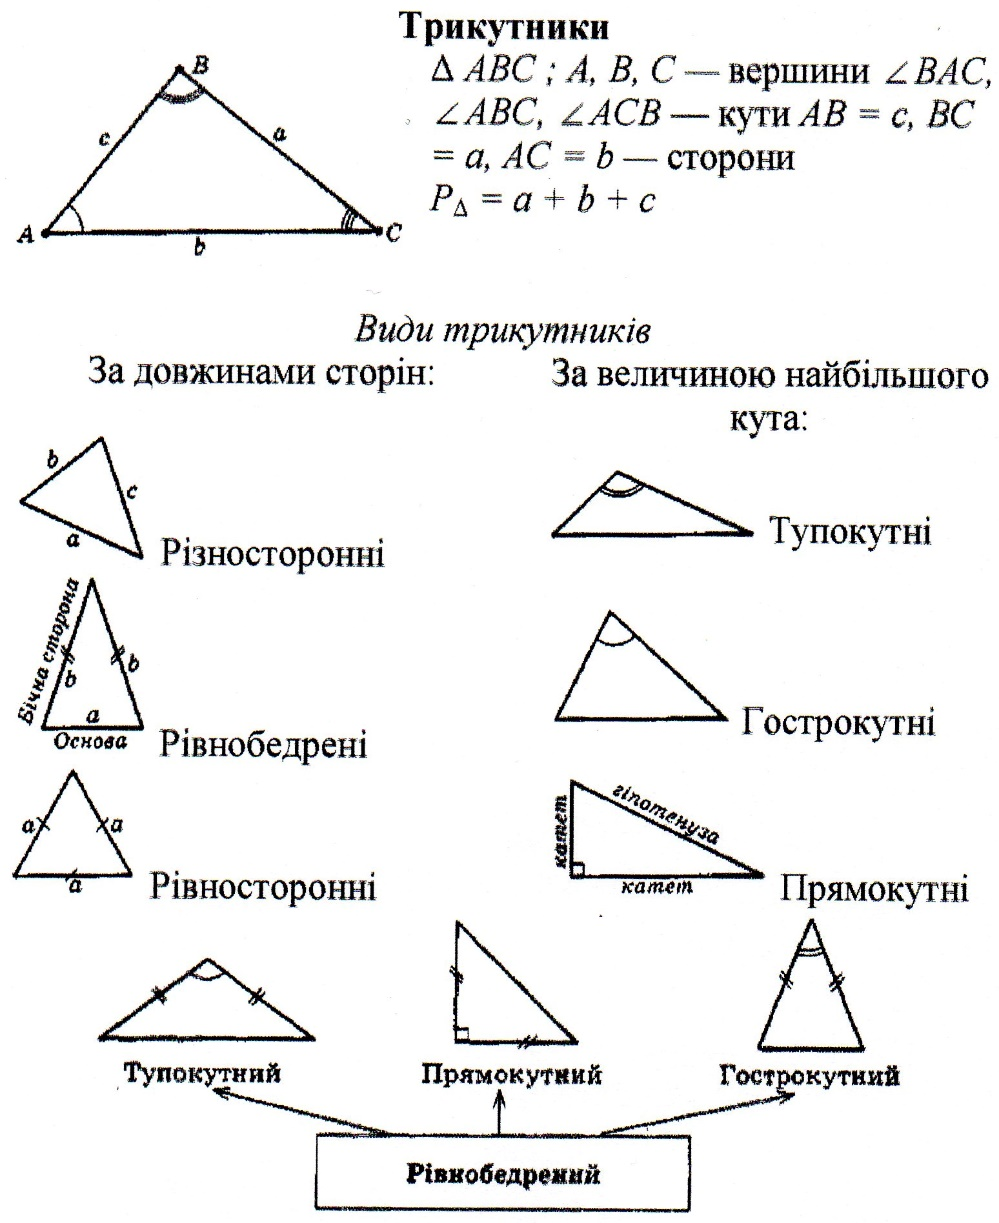 Трикутники
Δ ABC ; A, B, C — вершини ∠BAC,
∠ABC, ∠ACB — кути AB = c, BC
= a, AC = b — сторони
P△ = a + b + c
B
c
a
A
b
C
Види трикутників
За довжинами сторін:
За величиною найбільшого
кута:
b
c
a
Різносторонні
Тупокутні
Бічна сторона
b
b
a
Основа
Рівнобедрені
Гострокутні
a
a
a
Рівносторонні
катет
гіпотенуза
катет
Прямокутні
Тупокутний
Прямокутний
Гострокутний
Рівнобедрений